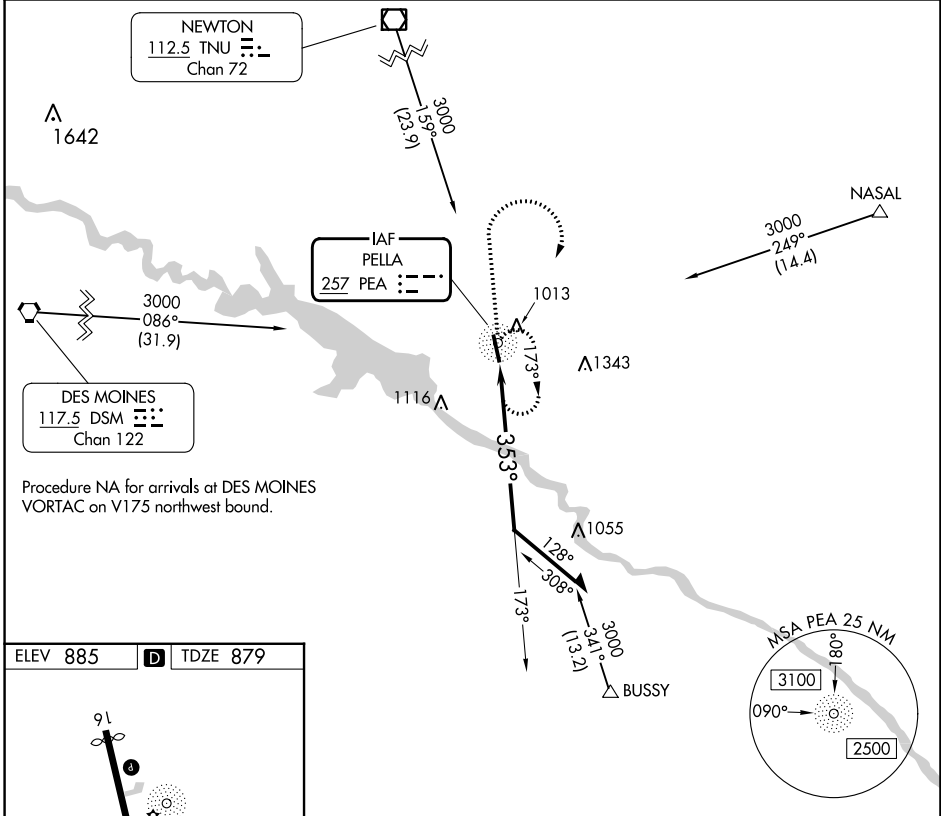 NEWTON
112.5 TNU
Chan 72
1642
3000
159°
(23.9)
NASAL
3000
249°
(14.4)
IAF
PELLA
257 PEA
1013
3000
086°
(31.9)
173°
1343
DES MOINES
117.5 DSM
Chan 122
1116
353°
Procedure NA for arrivals at DES MOINES
VORTAC on V175 northwest bound.
1055
128°
308°
173°
3000
341°
(13.2)
BUSSY
MSA PEA 25 NM
180°
3100
090°
2500
ELEV 885 D TDZE 879
16
P